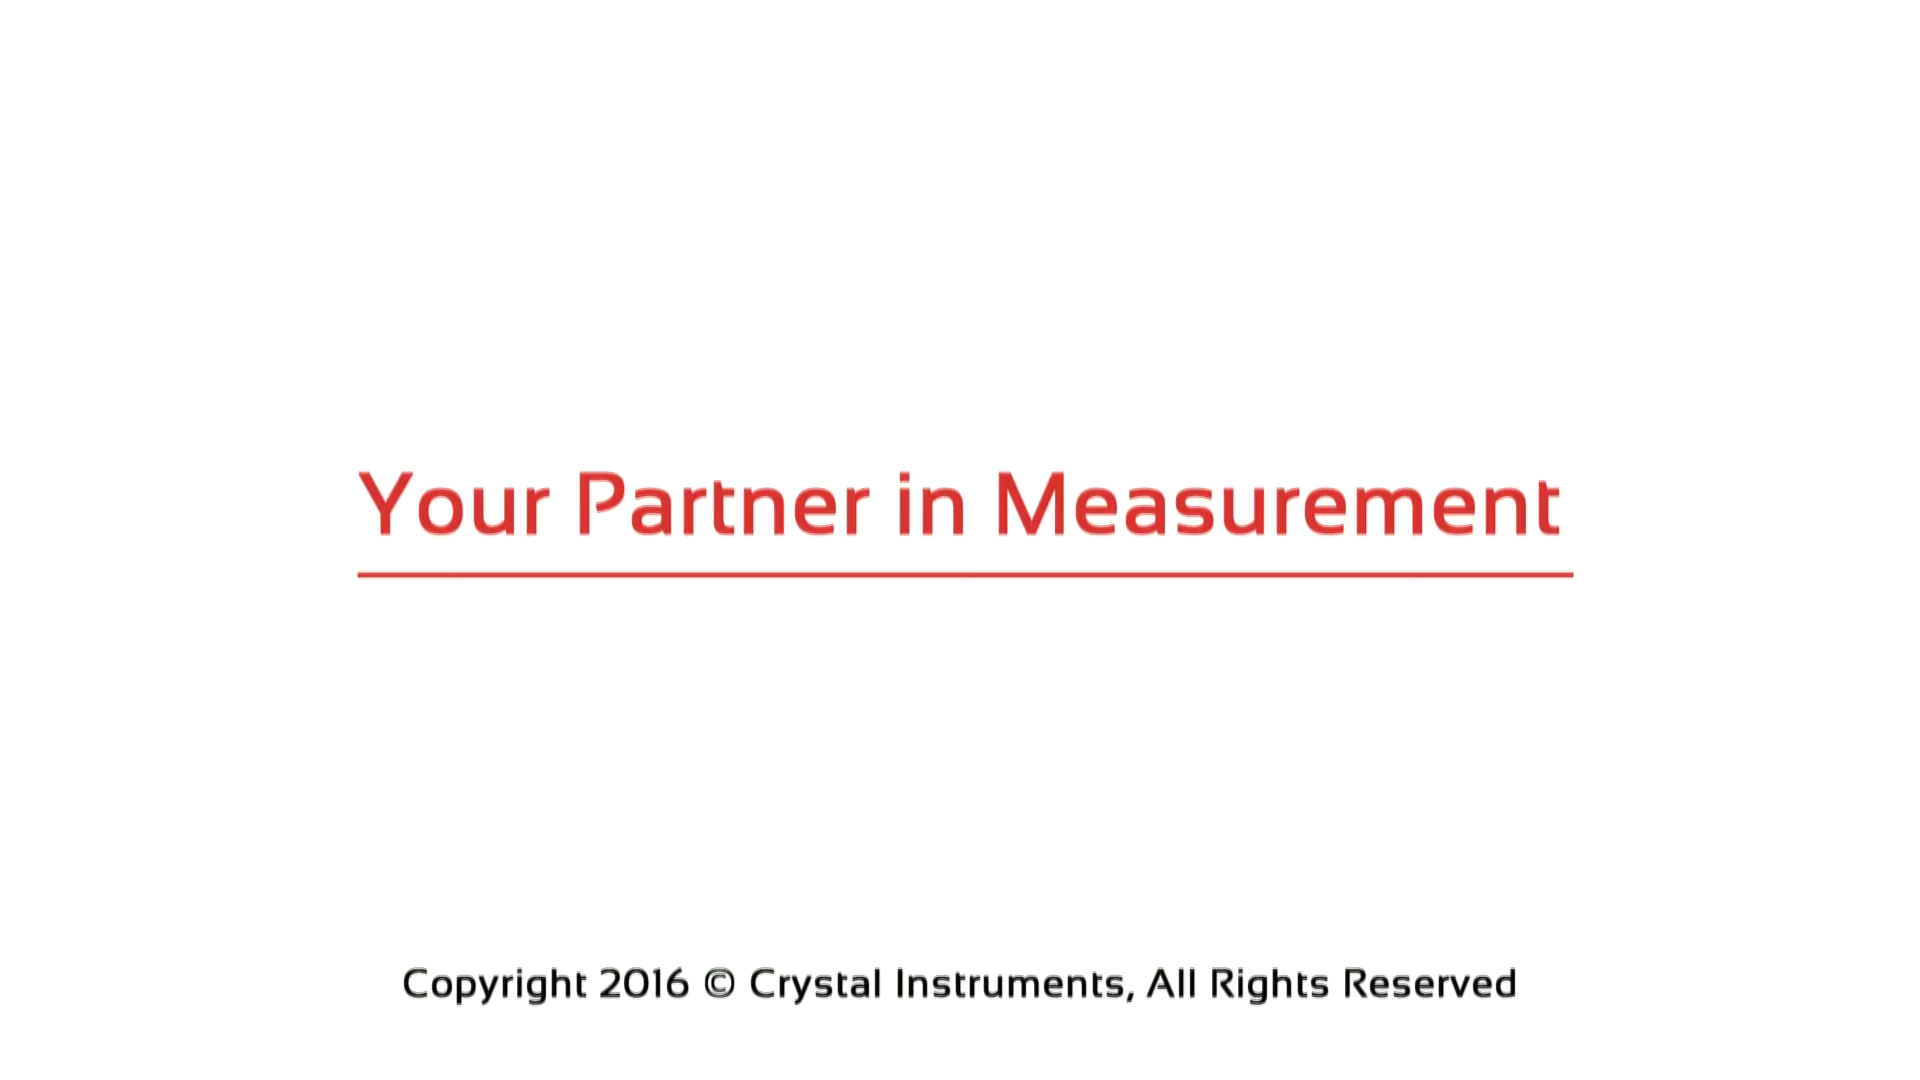 Your Partner in Measurement
Copyright 2016 © Crystal Instruments, All Rights Reserved